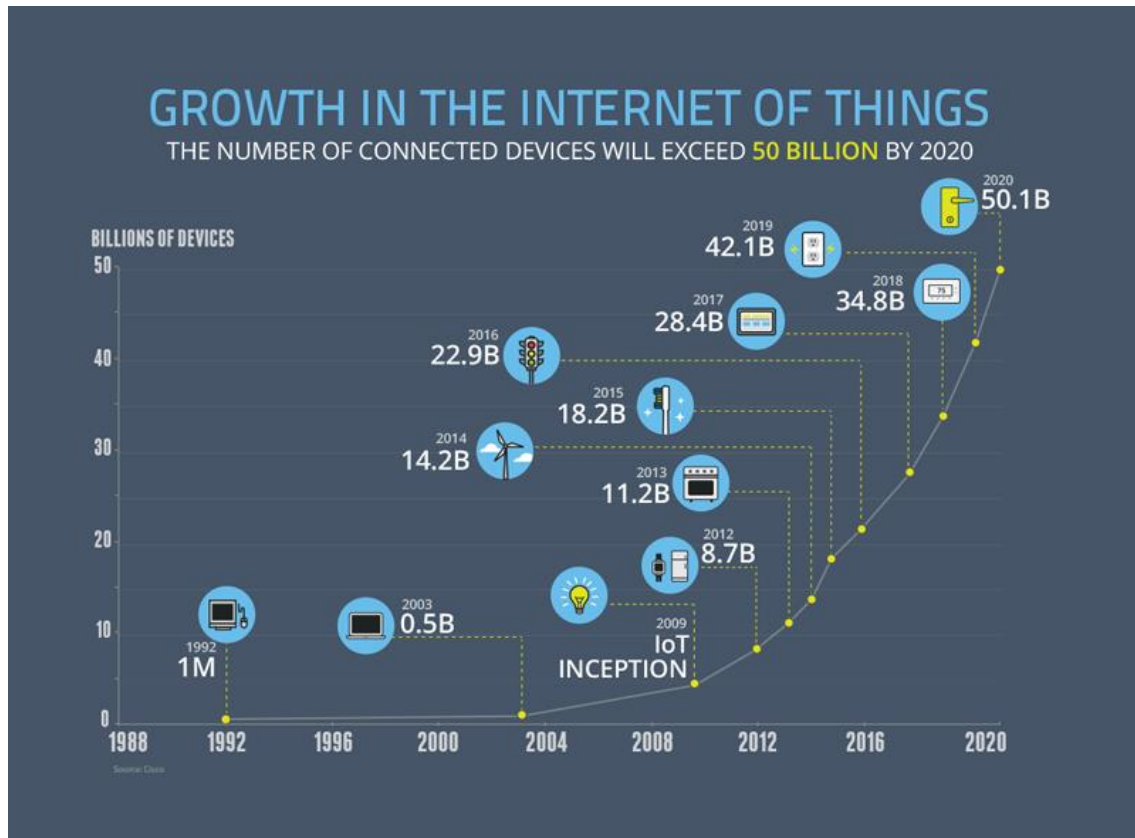 GROWTH IN THE INTERNET OF THINGS
THE NUMBER OF CONNECTED DEVICES WILL EXCEED 50 BILLION BY 2020
BILLIONS OF DEVICES
50
40
30
20
10
0
1988
1992
1996
2000
2004
2008
2012
2016
2020
1992
1M
2003
0.5B
2009
IoT
INCEPTION
2012
8.7B
2013
11.2B
2014
14.2B
2015
18.2B
2016
22.9B
2017
28.4B
2018
34.8B
75
2019
42.1B
2020
50.1B
Source: Cisco